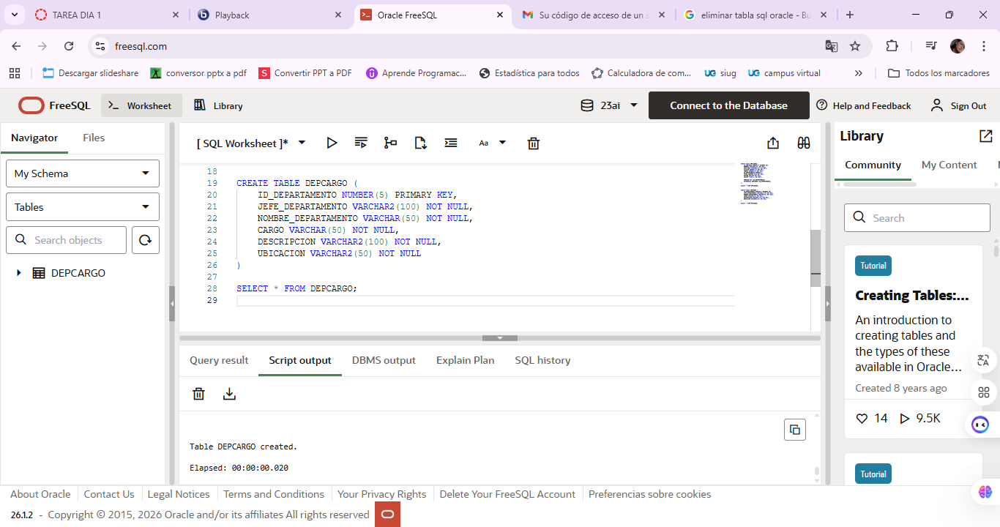 TAREA DIA 1
Playback
Oracle FreeSQL
Su código de acceso de un s
eliminar tabla sql oracle - Bu
freesql.com
Descargar slideshare
conversor pptx a pdf
Convertir PPT a PDF
Aprende Programac...
Estadística para todos
Calculadora de com...
UG siug
UG campus virtual
Todos los marcadores
FreeSQL
Worksheet
Library
23ai
Connect to the Database
Help and Feedback
Sign Out
Navigator
Files
My Schema
Tables
Search objects
DEPCARGO
[ SQL Worksheet ]*
Aa
18
19 CREATE TABLE DEPCARGO (
20 ID_DEPARTAMENTO NUMBER(5) PRIMARY KEY,
21 JEFE_DEPARTAMENTO VARCHAR2(100) NOT NULL,
22 NOMBRE_DEPARTAMENTO VARCHAR(50) NOT NULL,
23 CARGO VARCHAR(50) NOT NULL,
24 DESCRIPCION VARCHAR2(100) NOT NULL,
25 UBICACION VARCHAR2(50) NOT NULL
26 )
27
28 SELECT * FROM DEPCARGO;
29
Query result
Script output
DBMS output
Explain Plan
SQL history
Table DEPCARGO created.
Elapsed: 00:00:00.020
Library
Community
My Content
Search
Tutorial
Creating Tables:...
An introduction to
creating tables and
the types of these
available in Oracle...
Created 8 years ago
14
9.5K
Tutorial
About Oracle
Contact Us
Legal Notices
Terms and Conditions
Your Privacy Rights
Delete Your FreeSQL Account
Preferencias sobre cookies
26.1.2 - Copyright © 2015, 2026 Oracle and/or its affiliates All rights reserved